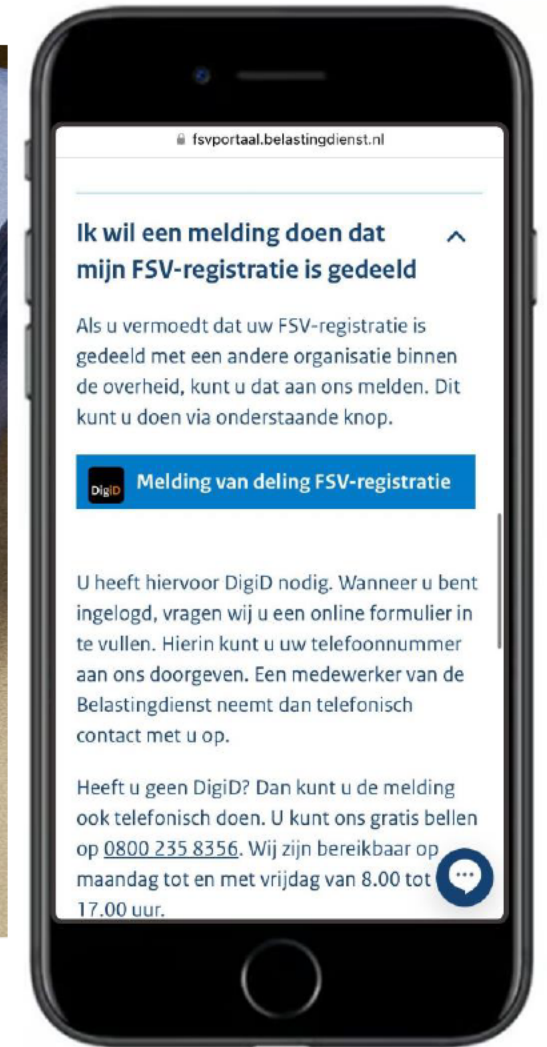 fsvportaal.belastingdienst.nl
Ik wil een melding doen dat
mijn FSV-registratie is gedeeld
Als u vermoedt dat uw FSV-registratie is
gedeeld met een andere organisatie binnen
de overheid, kunt u dat aan ons melden. Dit
kunt u doen via onderstaande knop.
DigiD Melding van deling FSV-registratie
U heeft hiervoor DigiD nodig. Wanneer u bent
ingelogd, vragen wij u een online formulier in
te vullen. Hierin kunt u uw telefoonnummer
aan ons doorgeven. Een medewerker van de
Belastingdienst neemt dan telefonisch
contact met u op.
Heeft u geen DigiD? Dan kunt u de melding
ook telefonisch doen. U kunt ons gratis bellen
op 0800 235 8356. Wij zijn bereikbaar op
maandag tot en met vrijdag van 8.00 tot
17.00 uur.